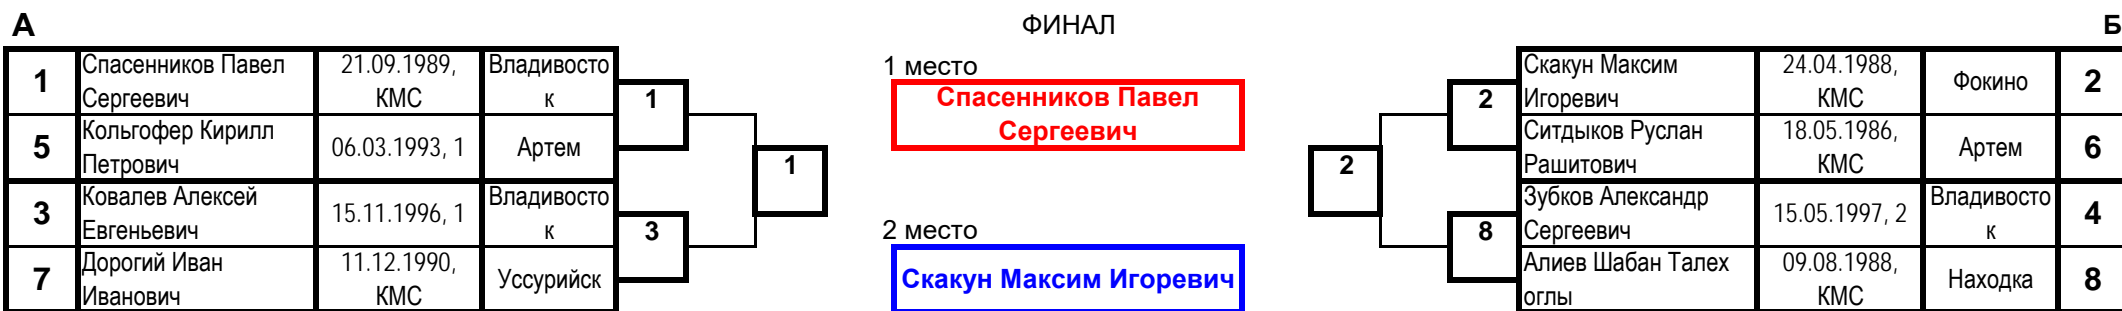 А
ФИНАЛ
Б
1
Спасенников Павел
Сергеевич
21.09.1989,
КМС
Владивосто
к
5
Кольгофер Кирилл
Петрович
06.03.1993, 1
Артем
3
Ковалев Алексей
Евгеньевич
15.11.1996, 1
Владивосто
к
7
Дорогий Иван
Иванович
11.12.1990,
КМС
Уссурийск
1
3
1
1 место
Спасенников Павел
Сергеевич
2 место
Скакун Максим Игоревич
2
2
8
Скакун Максим
Игоревич
24.04.1988,
КМС
Фокино
2
Ситдыков Руслан
Рашитович
18.05.1986,
КМС
Артем
6
Зубков Александр
Сергеевич
15.05.1997, 2
Владивосто
к
4
Алиев Шабан Талех
оглы
09.08.1988,
КМС
Находка
8